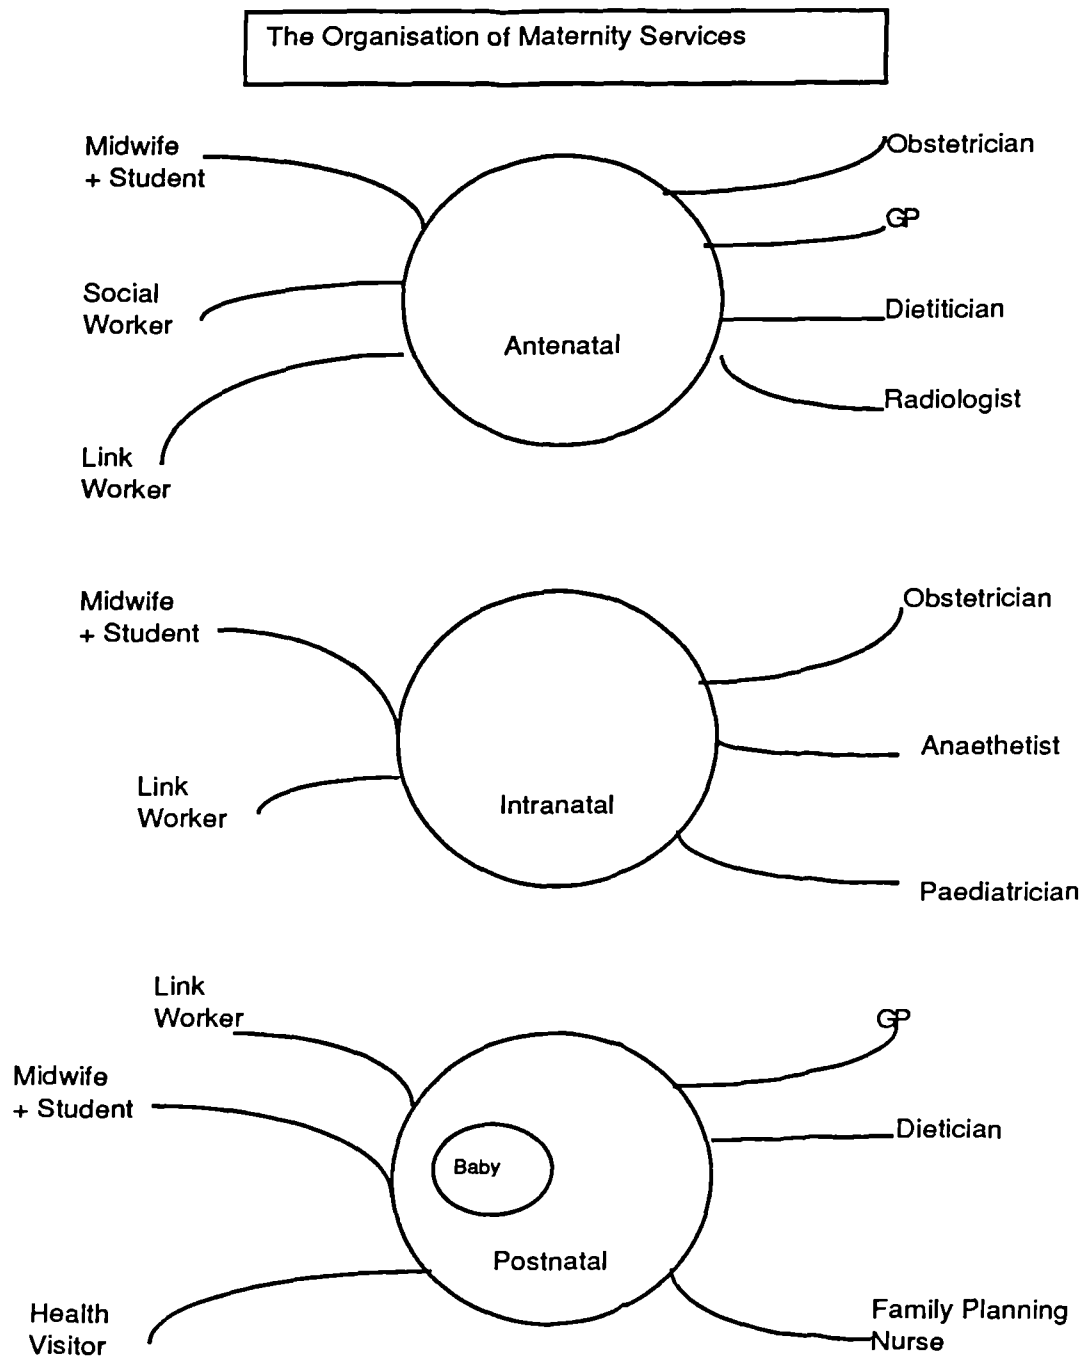 The Organisation of Maternity Services
Midwife
+ Student
Obstetrician
GP
Social
Worker
Dietitician
Antenatal
Radiologist
Link
Worker
Midwife
+ Student
Obstetrician
Anaethetist
Link
Worker
Intranatal
Paediatrician
Link
Worker
GP
Midwife
+ Student
Dietician
Baby
Postnatal
Health
Visitor
Family Planning
Nurse